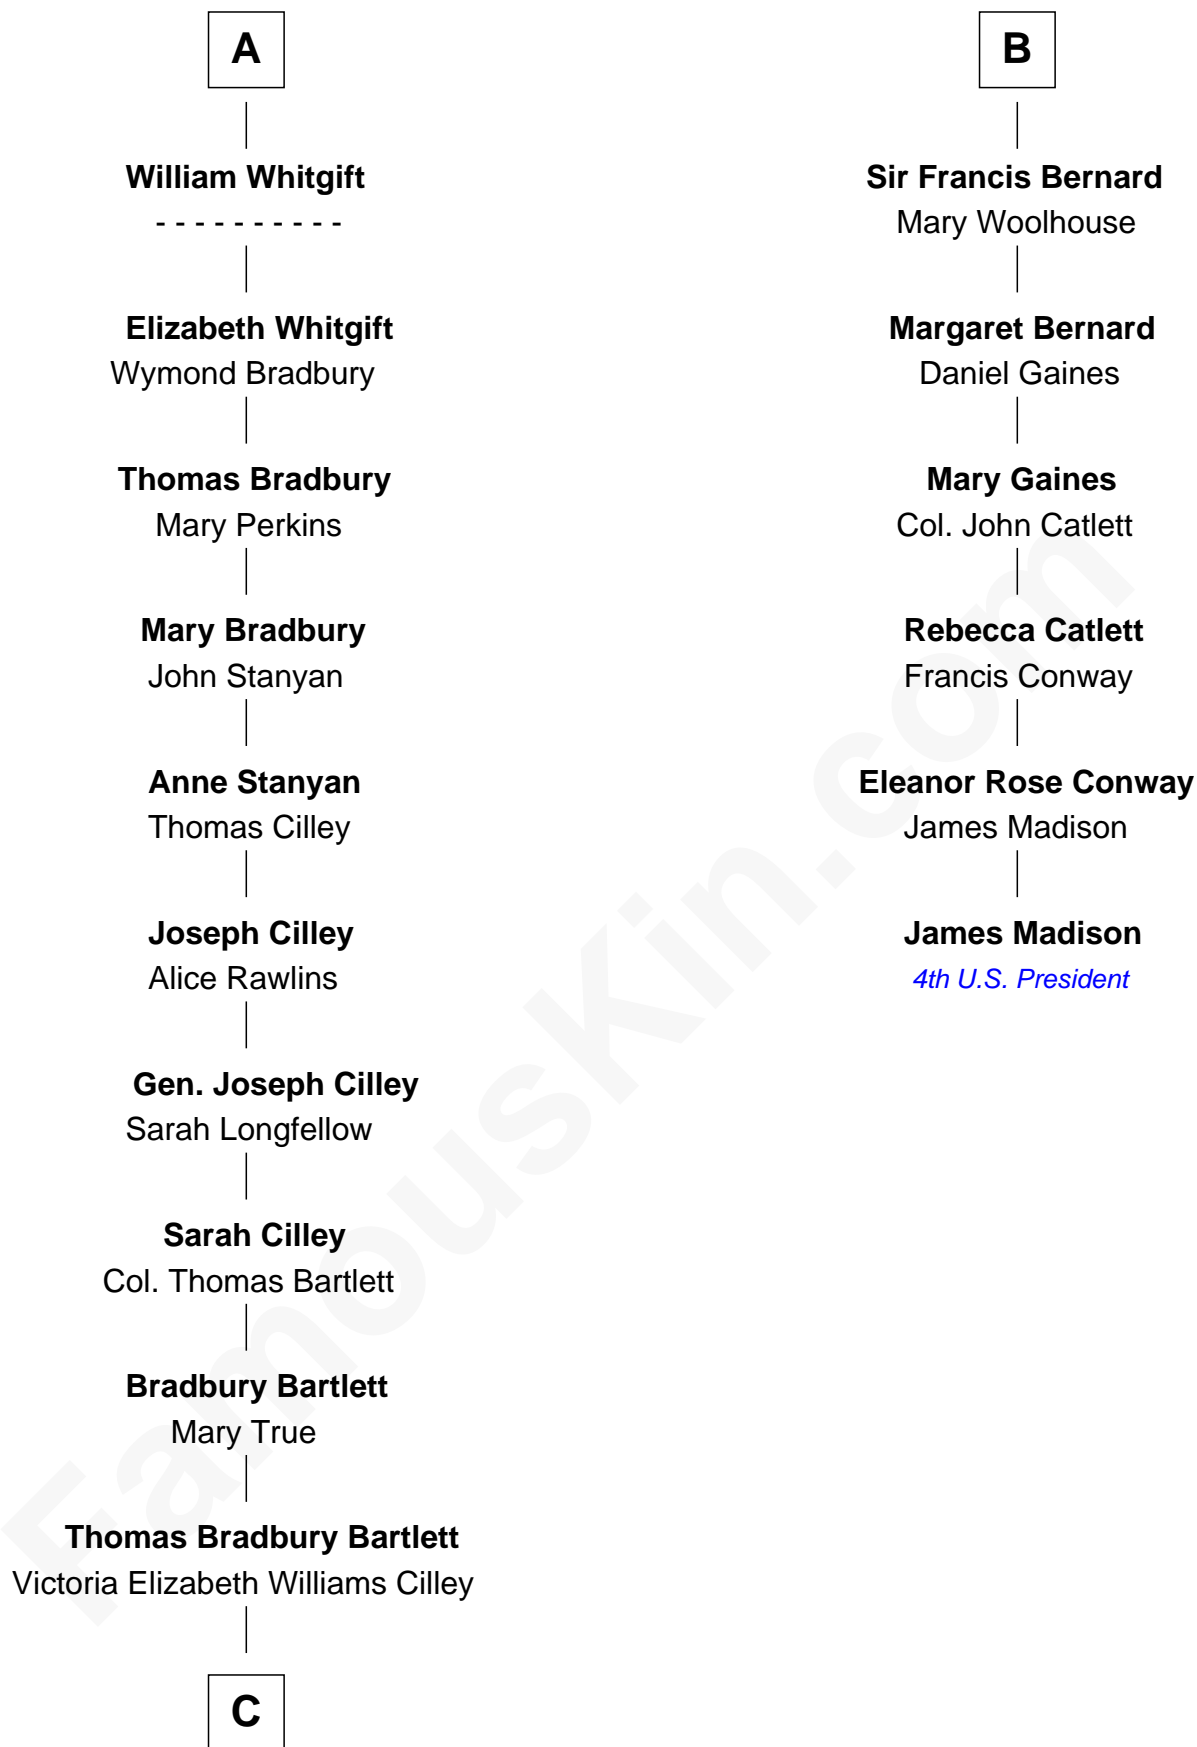 A
William Whitgift
- - - - - - - - - -
Elizabeth Whitgift
Wymond Bradbury
Thomas Bradbury
Mary Perkins
Mary Bradbury
John Stanyan
Anne Stanyan
Thomas Cilley
Joseph Cilley
Alice Rawlins
Gen. Joseph Cilley
Sarah Longfellow
Sarah Cilley
Col. Thomas Bartlett
Bradbury Bartlett
Mary True
Thomas Bradbury Bartlett
Victoria Elizabeth Williams Cilley
C
B
Sir Francis Bernard
Mary Woolhouse
Margaret Bernard
Daniel Gaines
Mary Gaines
Col. John Catlett
Rebecca Catlett
Francis Conway
Eleanor Rose Conway
James Madison
James Madison
4th U.S. President
FamousKin.com